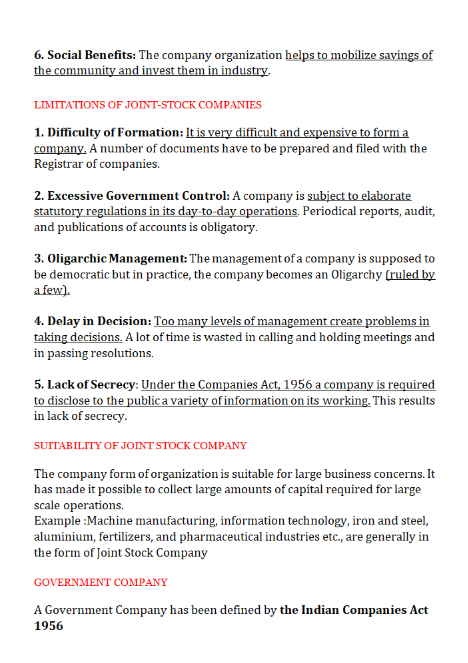 6. Social Benefits: The company organization helps to mobilize savings of
the community and invest them in industry.
LIMITATIONS OF JOINT-STOCK COMPANIES
1. Difficulty of Formation: It is very difficult and expensive to form a
company. A number of documents have to be prepared and filed with the
Registrar of companies.
2. Excessive Government Control: A company is subject to elaborate
statutory regulations in its day-to-day operations. Periodical reports, audit,
and publications of accounts is obligatory.
3. Oligarchic Management: The management of a company is supposed to
be democratic but in practice, the company becomes an Oligarchy (ruled by
a few).
4. Delay in Decision: Too many levels of management create problems in
taking decisions. A lot of time is wasted in calling and holding meetings and
in passing resolutions.
5. Lack of Secrecy: Under the Companies Act, 1956 a company is required
to disclose to the public a variety of information on its working. This results
in lack of secrecy.
SUITABILITY OF JOINT STOCK COMPANY
The company form of organization is suitable for large business concerns. It
has made it possible to collect large amounts of capital required for large
scale operations.
Example :Machine manufacturing, information technology, iron and steel,
aluminium, fertilizers, and pharmaceutical industries etc., are generally in
the form of Joint Stock Company
GOVERNMENT COMPANY
A Government Company has been defined by the Indian Companies Act
1956